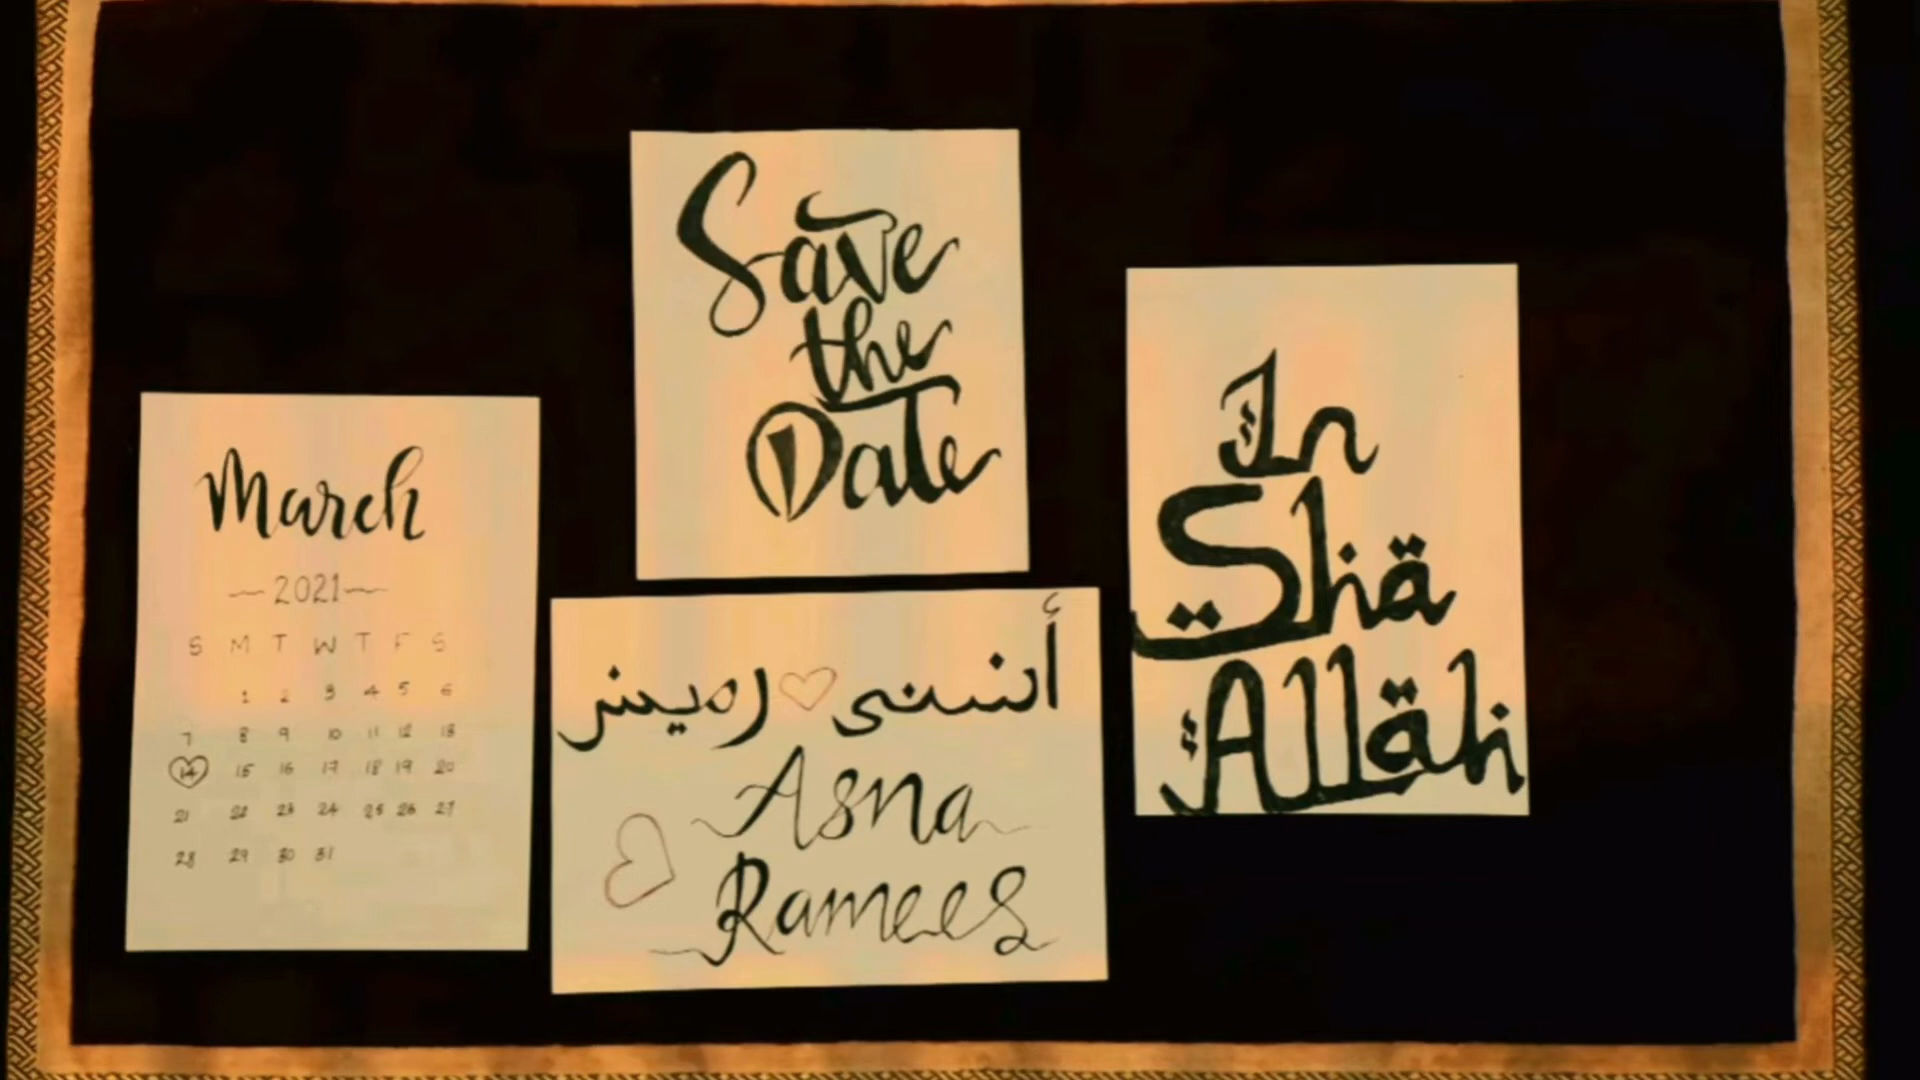 Save
the
Date
March
2021
S M T W T F S
1 2 3 4 5 6
7 8 9 10 11 12 13
14 15 16 17 18 19 20
21 22 23 24 25 26 27
28 29 30 31
أسنى رميز
Asna
Ramees
In
Sha
Allah